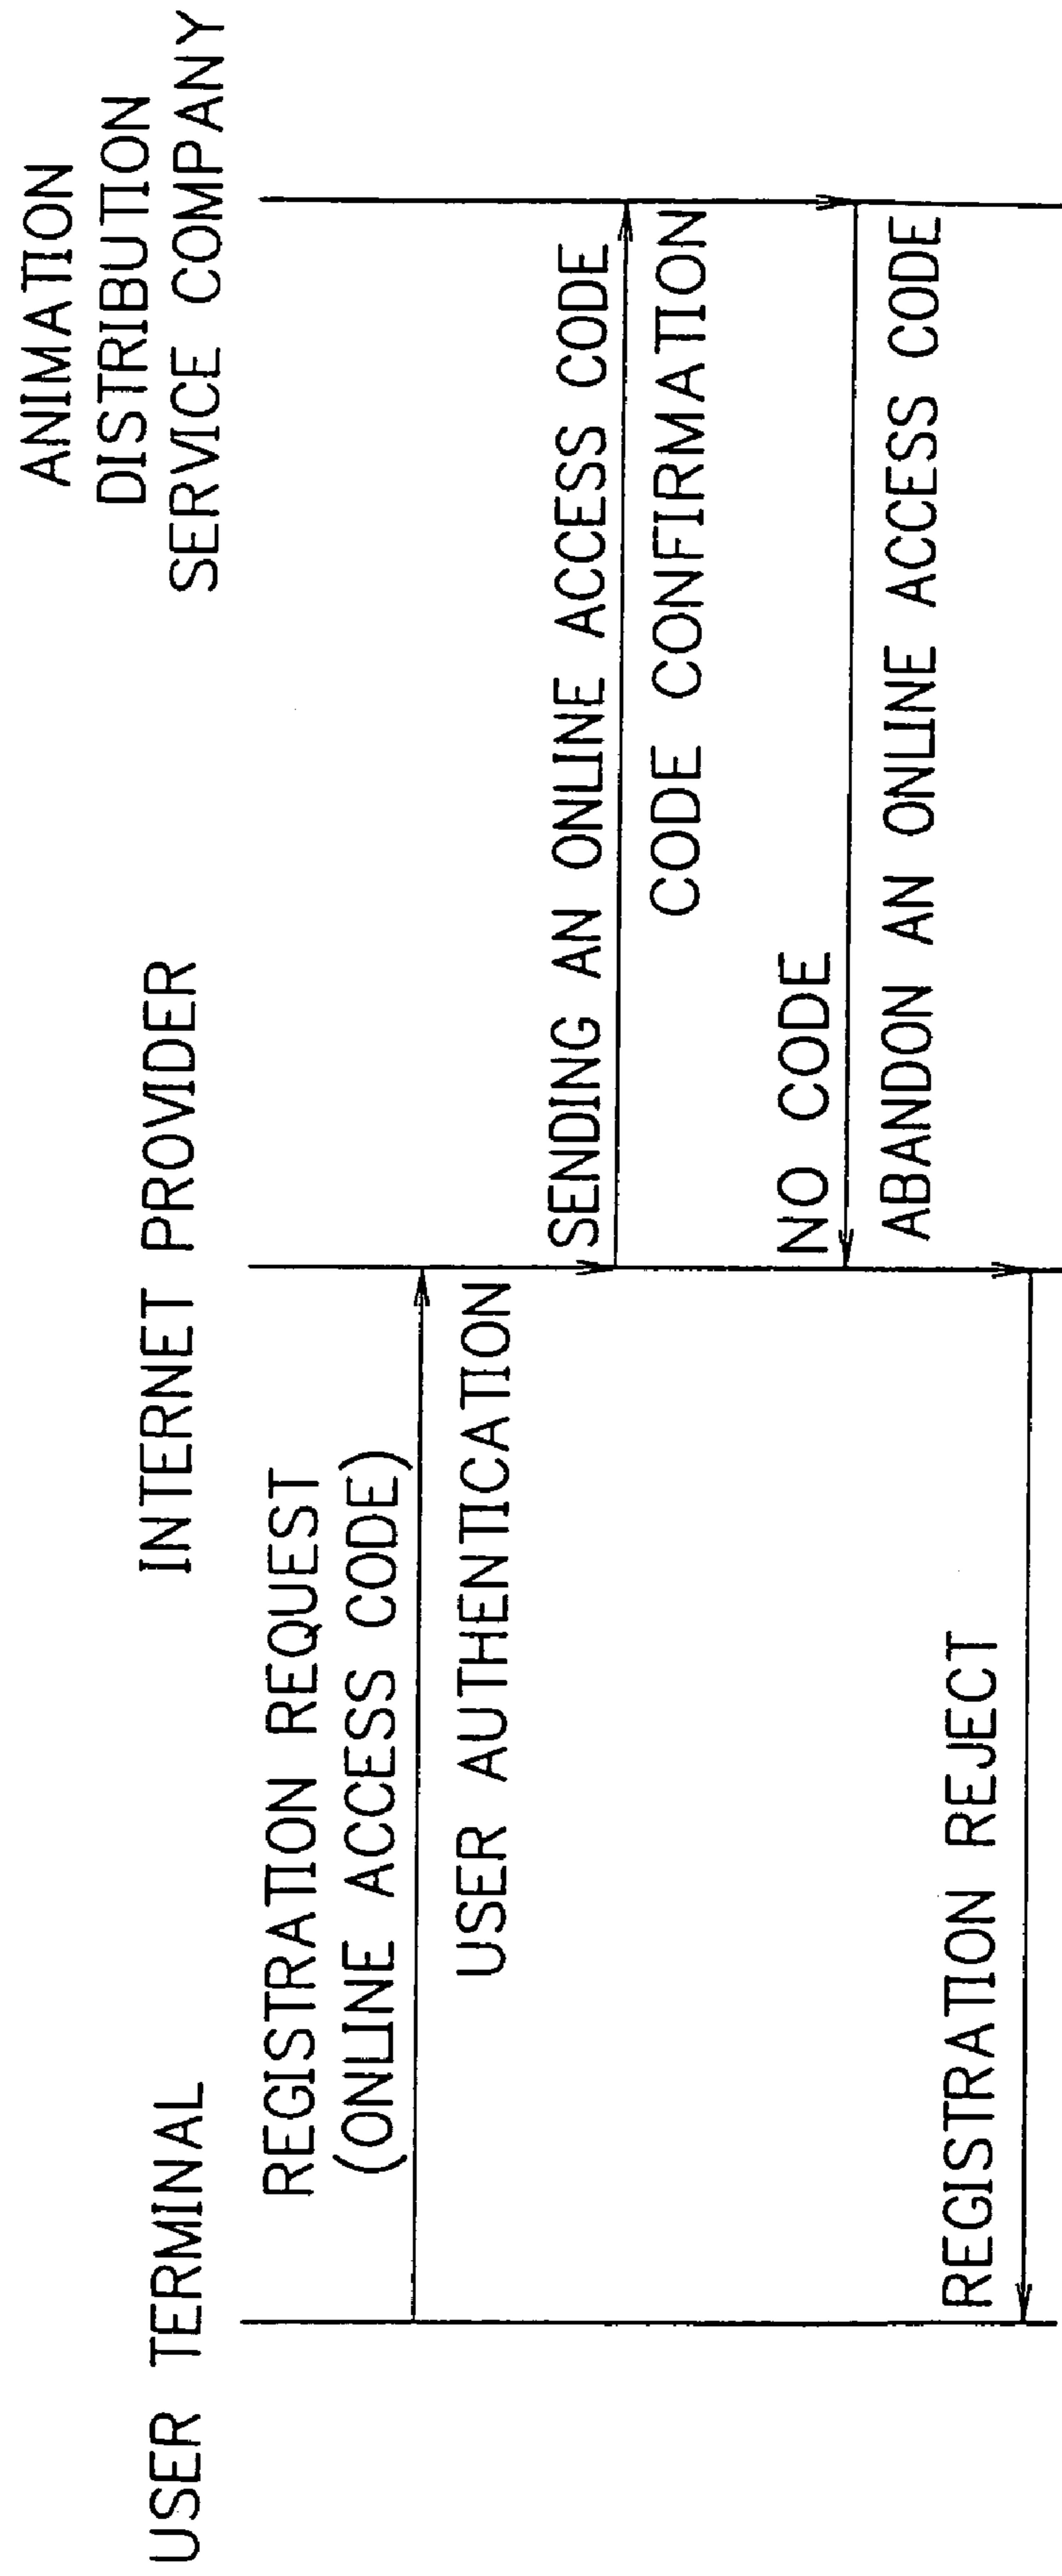 USER TERMINAL
INTERNET PROVIDER
ANIMATION
DISTRIBUTION
SERVICE COMPANY
REGISTRATION REQUEST
(ONLINE ACCESS CODE)
USER AUTHENTICATION
SENDING AN ONLINE ACCESS CODE
CODE CONFIRMATION
NO CODE
ABANDON AN ONLINE ACCESS CODE
REGISTRATION REJECT